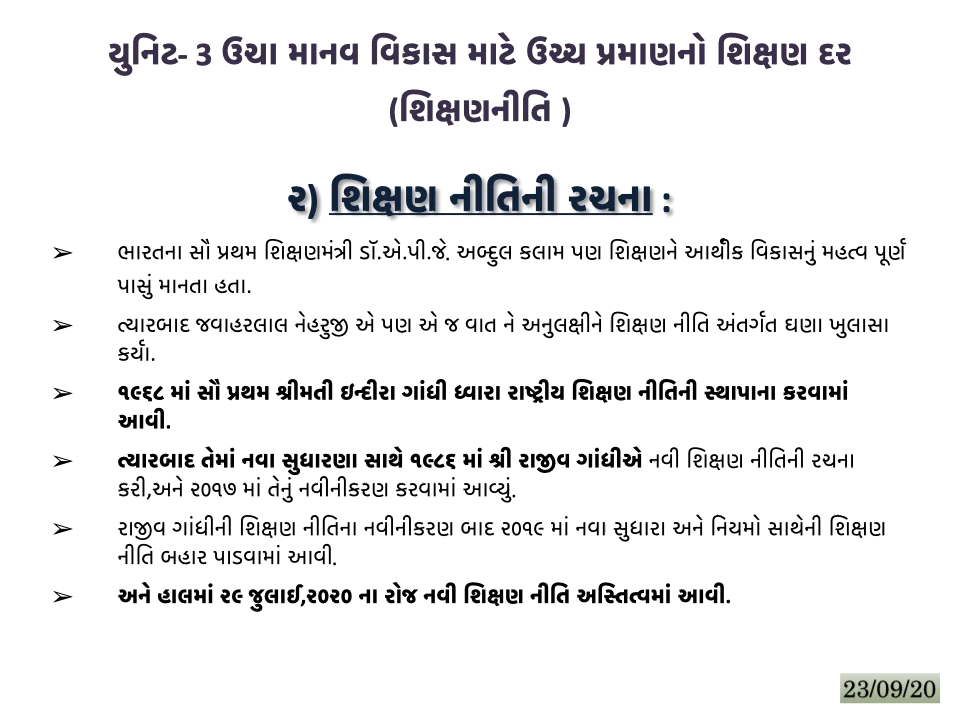 યુનિટ- 3 ઉચા માનવ વિકાસ માટે ઉચ્ચ પ્રમાણનો શિક્ષણ દર
(શિક્ષણનીતિ )
૨) શિક્ષણ નીતિની રચના :
➢ ભારતના સૌ પ્રથમ શિક્ષણમંત્રી ડૉ.એ.પી.જે. અબ્દુલ કલામ પણ શિક્ષણને આર્થીક વિકાસનું મહત્વ પૂર્ણ
પાસું માનતા હતા.
➢ ત્યારબાદ જવાહરલાલ નેહરુજી એ પણ એ જ વાત ને અનુલક્ષીને શિક્ષણ નીતિ અંતર્ગત ઘણા ખુલાસા
કર્યા.
➢ ૧૯૬૮ માં સૌ પ્રથમ શ્રીમતી ઇન્દીરા ગાંધી ધ્વારા રાષ્ટ્રીય શિક્ષણ નીતિની સ્થાપાના કરવામાં
આવી.
➢ ત્યારબાદ તેમાં નવા સુધારણા સાથે ૧૯૮૬ માં શ્રી રાજીવ ગાંધીએ નવી શિક્ષણ નીતિની રચના
કરી,અને ૨૦૧૭ માં તેનું નવીનીકરણ કરવામાં આવ્યું.
➢ રાજીવ ગાંધીની શિક્ષણ નીતિના નવીનીકરણ બાદ ૨૦૧૯ માં નવા સુધારા અને નિયમો સાથેની શિક્ષણ
નીતિ બહાર પાડવામાં આવી.
➢ અને હાલમાં ૨૯ જુલાઈ,૨૦૨૦ ના રોજ નવી શિક્ષણ નીતિ અસ્તિત્વમાં આવી.
23/09/20